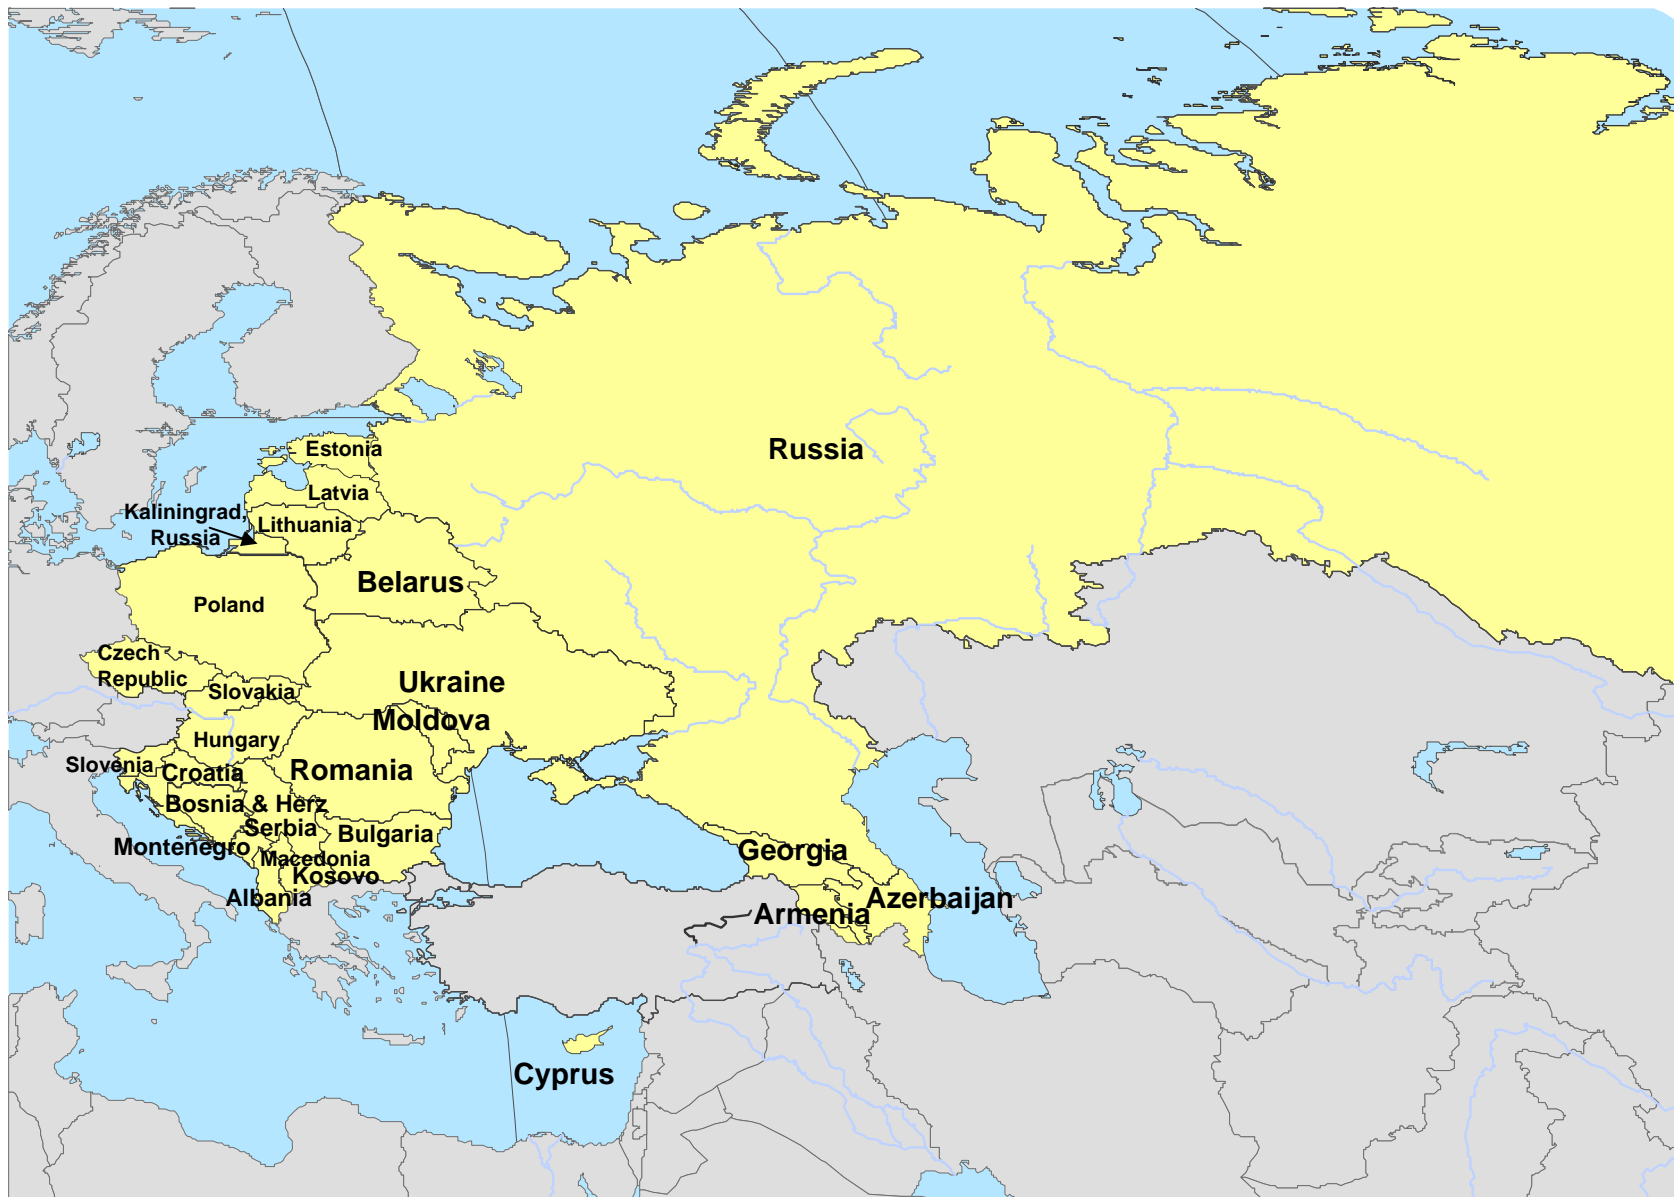 Russia
Estonia
Latvia
Kaliningrad,
Russia
Lithuania
Belarus
Poland
Czech
Republic
Slovakia
Ukraine
Moldova
Hungary
Slovenia
Croatia
Romania
Bosnia & Herz
Serbia
Bulgaria
Montenegro
Macedonia
Kosovo
Albania
Georgia
Armenia
Azerbaijan
Cyprus